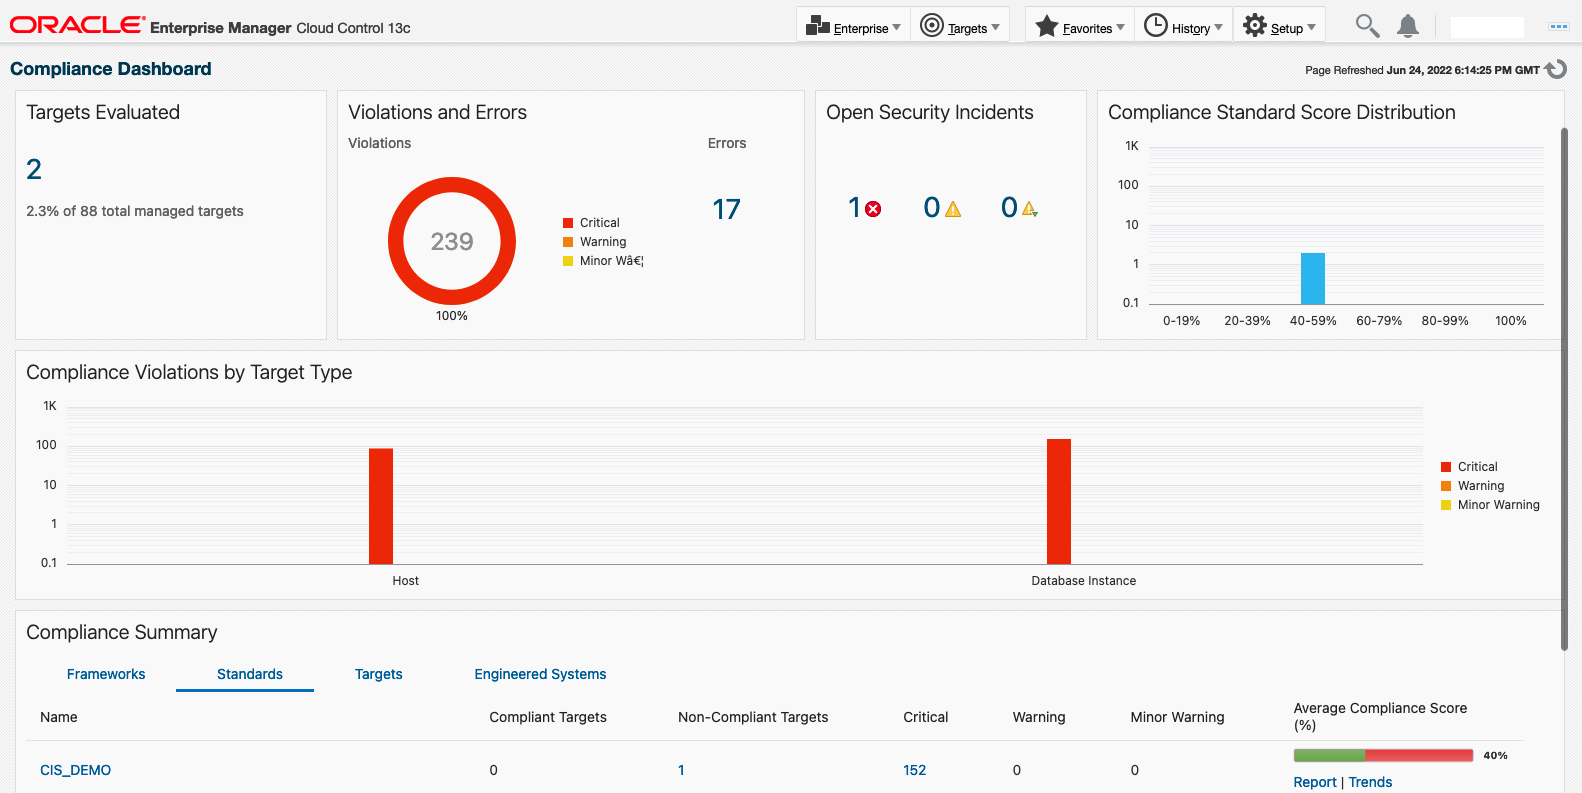 ORACLE Enterprise Manager Cloud Control 13c
Enterprise
Targets
Favorites
History
Setup
Compliance Dashboard
Page Refreshed Jun 24, 2022 6:14:25 PM GMT
Targets Evaluated
2
2.3% of 88 total managed targets
Violations and Errors
Violations
Errors
239
100%
Critical
Warning
Minor Wâ€¦
17
Open Security Incidents
1 0 0
Compliance Standard Score Distribution
1K
100
10
1
0.1
0-19% 20-39% 40-59% 60-79% 80-99% 100%
Compliance Violations by Target Type
1K
100
10
1
0.1
Host Database Instance
Critical
Warning
Minor Warning
Compliance Summary
Frameworks Standards Targets Engineered Systems
Name Compliant Targets Non-Compliant Targets Critical Warning Minor Warning Average Compliance Score
(%)
CIS_DEMO 0 1 152 0 0 40%
Report | Trends